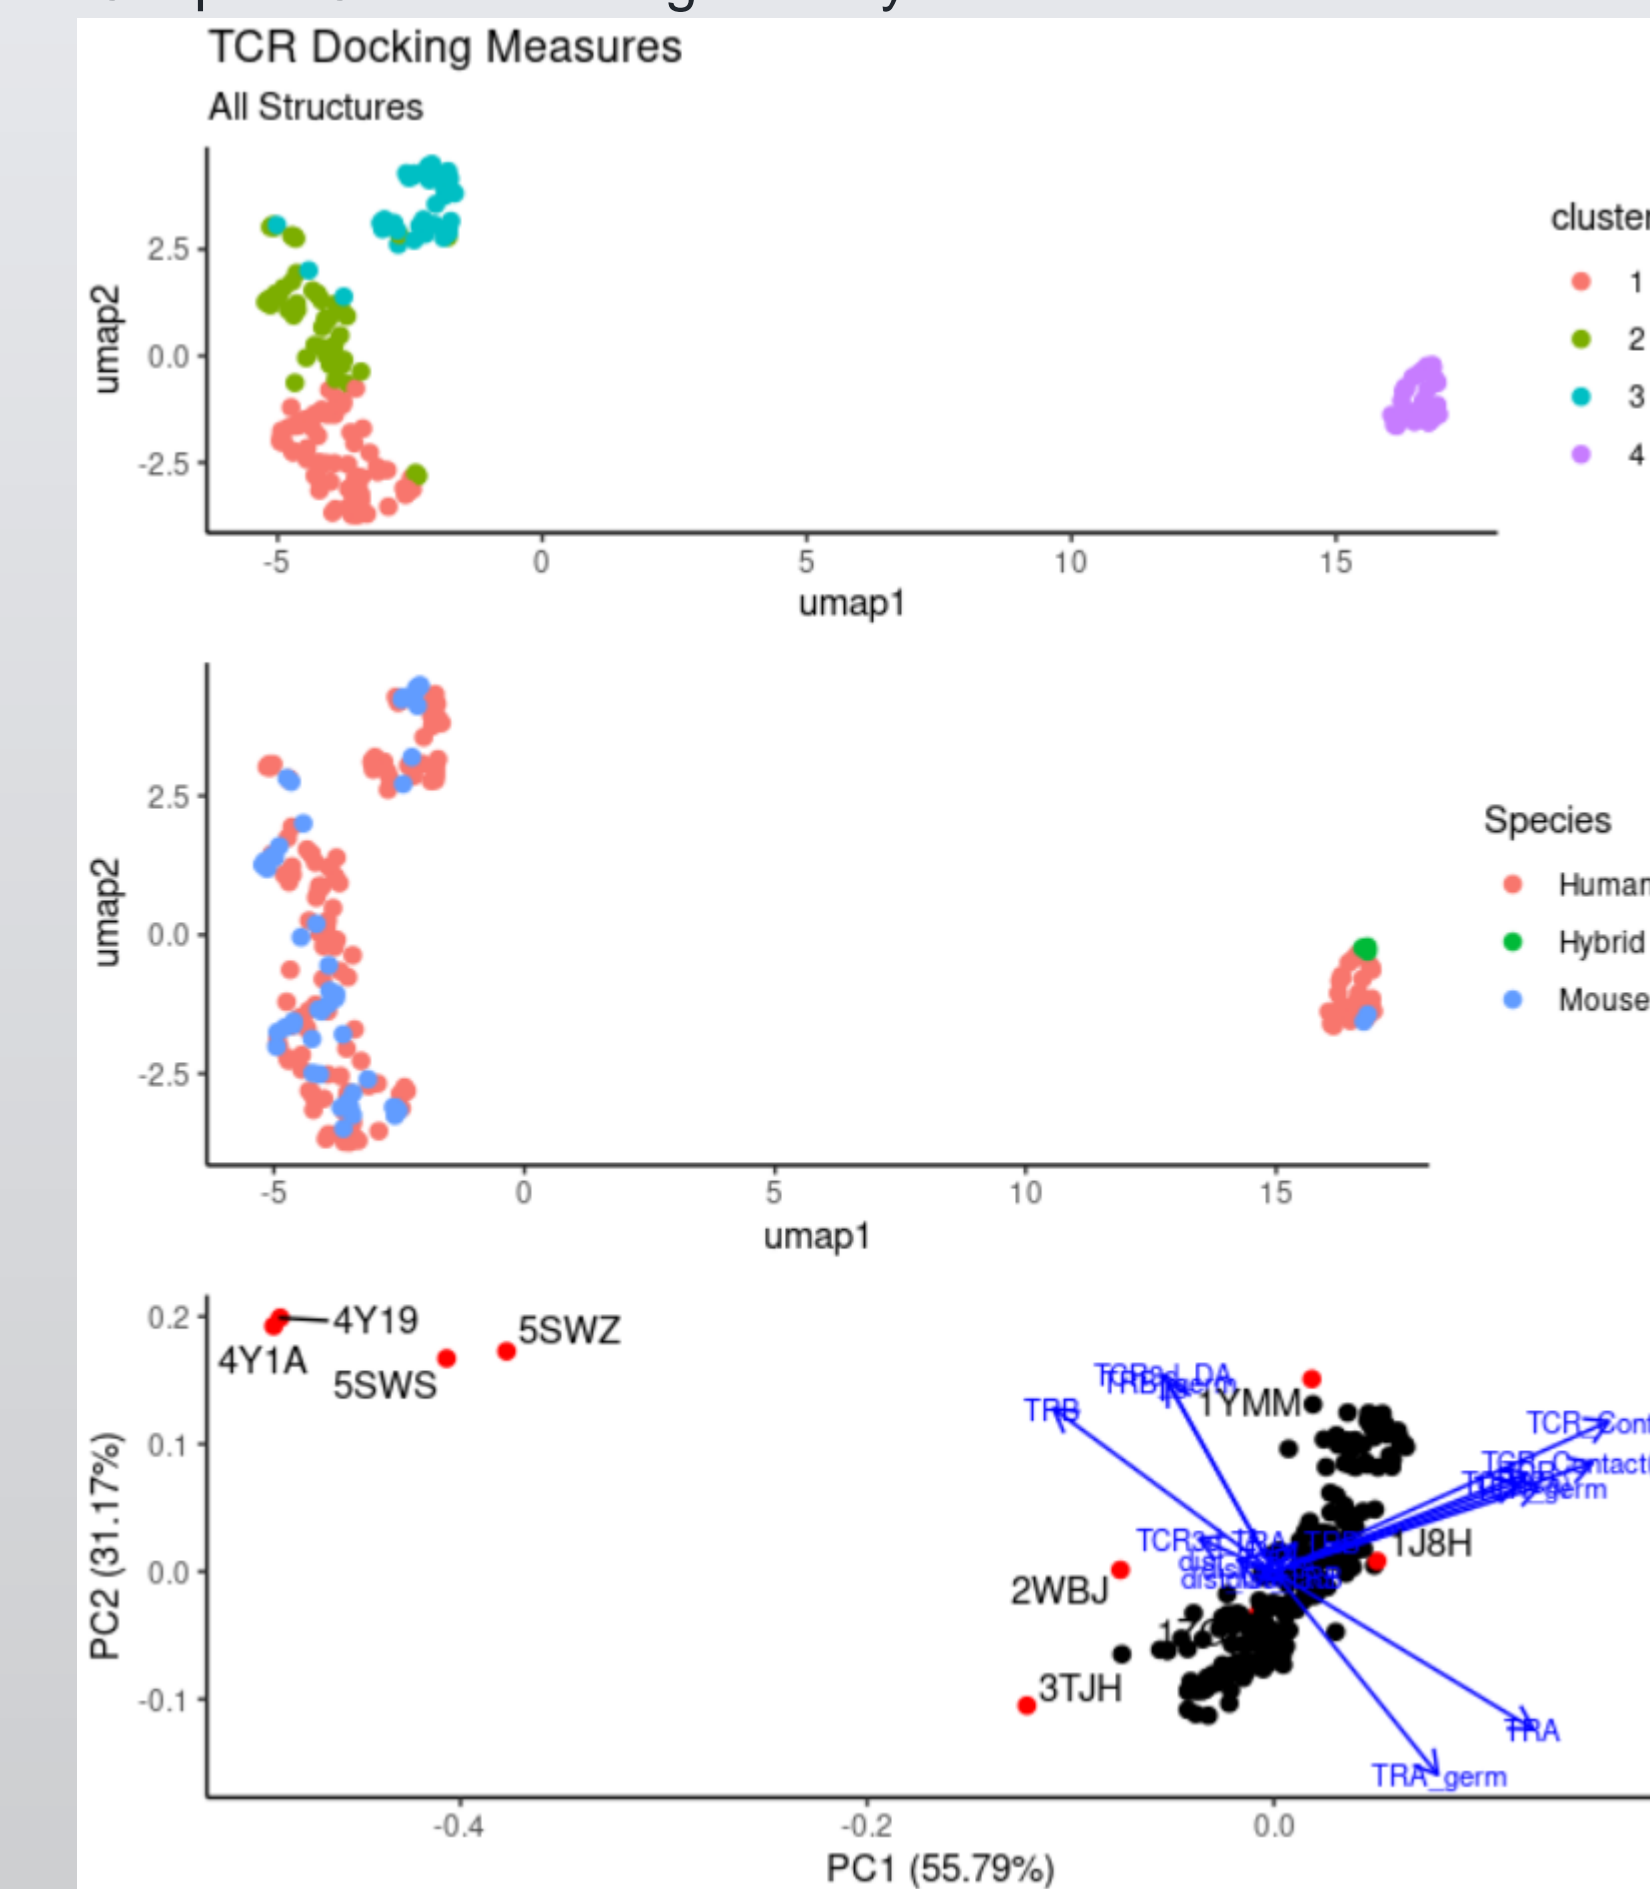 TCR Docking Measures
All Structures
umap2
2.5
0.0
-2.5
-5
0
5
10
15
umap1
cluster
1
2
3
4
umap2
2.5
0.0
-2.5
-5
0
5
10
15
umap1
Species
Human
Hybrid
Mouse
PC2 (31.17%)
0.2
0.1
0.0
-0.1
4Y19
4Y1A
5SWZ
5SWS
1YMM
TRB
1J8H
2WBJ
3TJH
TRA
TRA_germ
-0.4
-0.2
0.0
PC1 (55.79%)